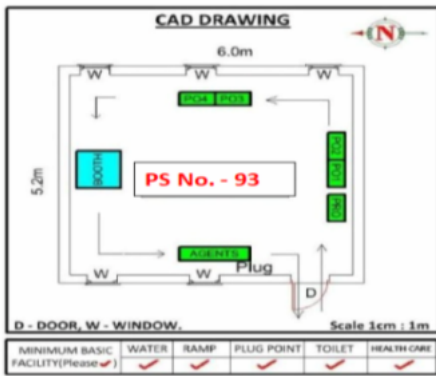 CAD DRAWING
N
6.0m
W W W
PO4 PO3
5.2m
BOOTH
PS No. - 93
PO2
PO1
PRO
AGENTS
Plug
W W
D
D - DOOR, W - WINDOW.
Scale 1cm : 1m
MINIMUM BASIC FACILITY(Please✓) WATER RAMP PLUG POINT TOILET HEALTH CARE
✓ ✓ ✓ ✓ ✓